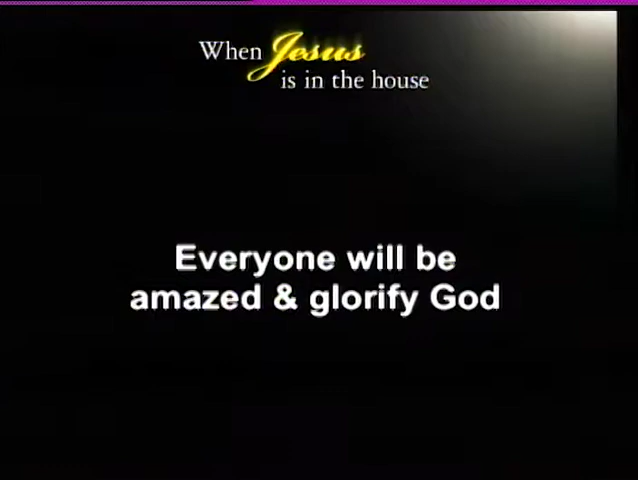 When Jesus
is in the house
Everyone will be
amazed & glorify God